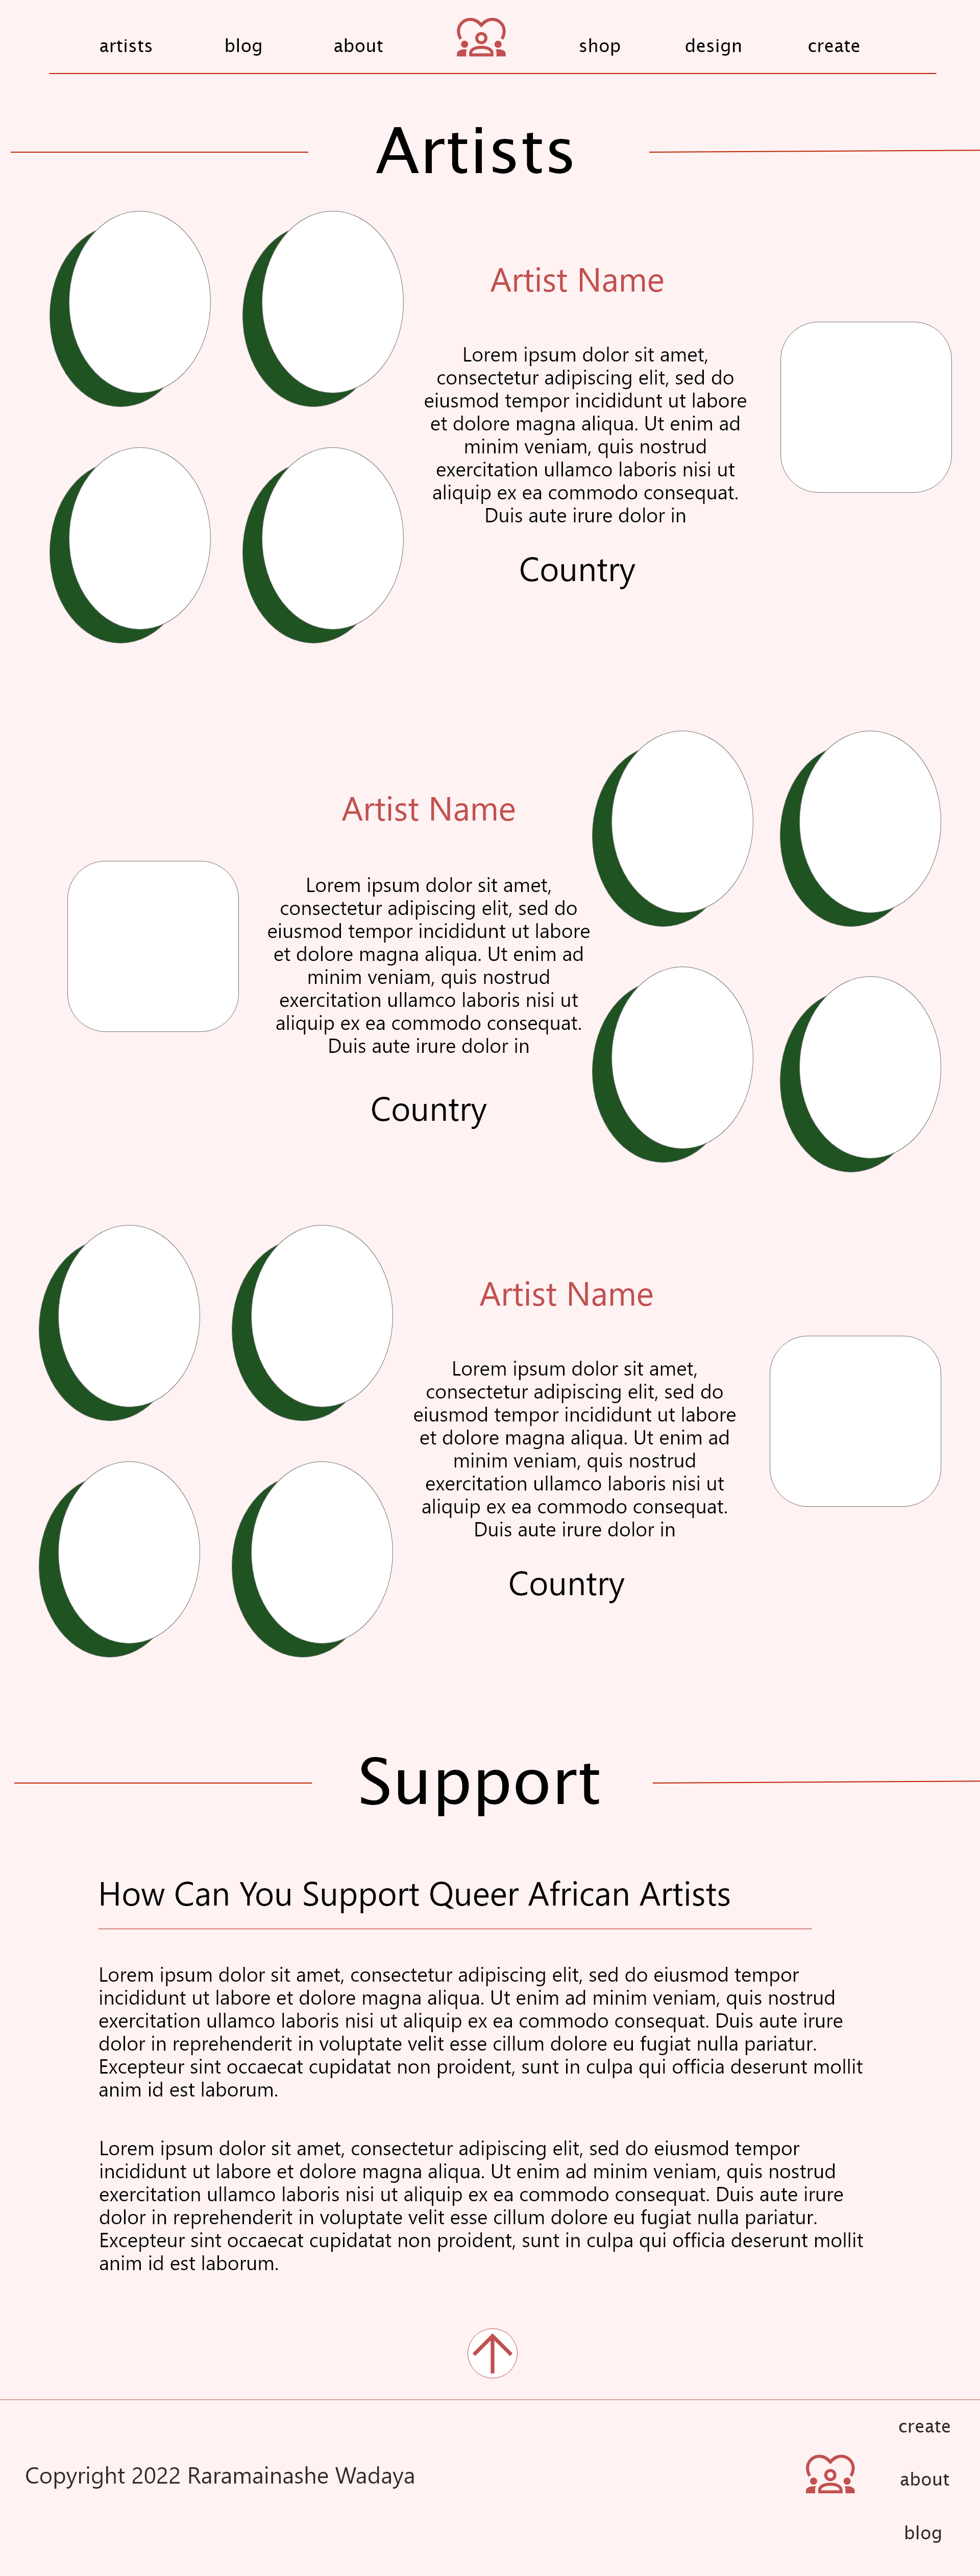 artists blog about shop design create
Artists
Artist Name
Lorem ipsum dolor sit amet,
consectetur adipiscing elit, sed do
eiusmod tempor incididunt ut labore
et dolore magna aliqua. Ut enim ad
minim veniam, quis nostrud
exercitation ullamco laboris nisi ut
aliquip ex ea commodo consequat.
Duis aute irure dolor in
Country
Artist Name
Lorem ipsum dolor sit amet,
consectetur adipiscing elit, sed do
eiusmod tempor incididunt ut labore
et dolore magna aliqua. Ut enim ad
minim veniam, quis nostrud
exercitation ullamco laboris nisi ut
aliquip ex ea commodo consequat.
Duis aute irure dolor in
Country
Artist Name
Lorem ipsum dolor sit amet,
consectetur adipiscing elit, sed do
eiusmod tempor incididunt ut labore
et dolore magna aliqua. Ut enim ad
minim veniam, quis nostrud
exercitation ullamco laboris nisi ut
aliquip ex ea commodo consequat.
Duis aute irure dolor in
Country
Support
How Can You Support Queer African Artists
Lorem ipsum dolor sit amet, consectetur adipiscing elit, sed do eiusmod tempor
incididunt ut labore et dolore magna aliqua. Ut enim ad minim veniam, quis nostrud
exercitation ullamco laboris nisi ut aliquip ex ea commodo consequat. Duis aute irure
dolor in reprehenderit in voluptate velit esse cillum dolore eu fugiat nulla pariatur.
Excepteur sint occaecat cupidatat non proident, sunt in culpa qui officia deserunt mollit
anim id est laborum.
Lorem ipsum dolor sit amet, consectetur adipiscing elit, sed do eiusmod tempor
incididunt ut labore et dolore magna aliqua. Ut enim ad minim veniam, quis nostrud
exercitation ullamco laboris nisi ut aliquip ex ea commodo consequat. Duis aute irure
dolor in reprehenderit in voluptate velit esse cillum dolore eu fugiat nulla pariatur.
Excepteur sint occaecat cupidatat non proident, sunt in culpa qui officia deserunt mollit
anim id est laborum.
Copyright 2022 Raramainashe Wadaya
create
about
blog